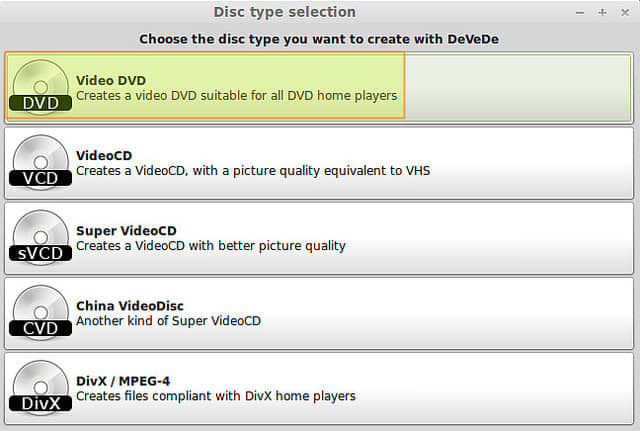 Disc type selection
Choose the disc type you want to create with DeVeDe
Video DVD
Creates a video DVD suitable for all DVD home players
DVD
VideoCD
Creates a VideoCD, with a picture quality equivalent to VHS
VCD
Super VideoCD
Creates a VideoCD with better picture quality
sVCD
China VideoDisc
Another kind of Super VideoCD
CVD
DivX / MPEG-4
Creates files compliant with DivX home players
DivX